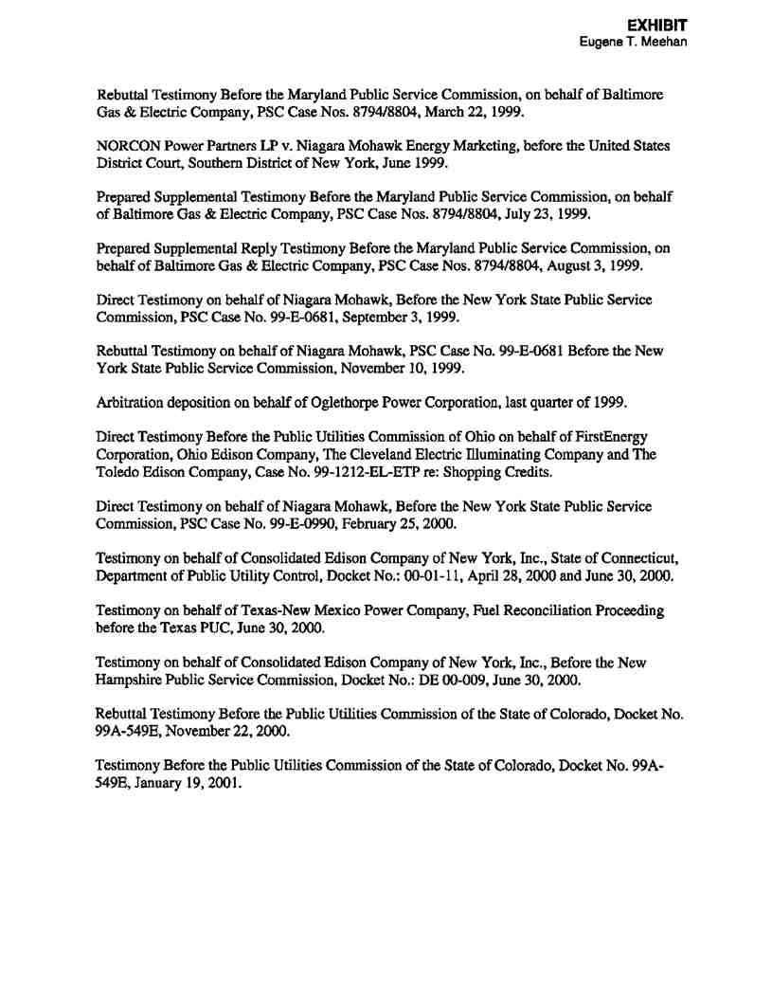 EXHIBIT
Eugene T. Meehan
Rebuttal Testimony Before the Maryland Public Service Commission, on behalf of Baltimore
Gas & Electric Company, PSC Case Nos. 8794/8804, March 22, 1999.
NORCON Power Partners LP v. Niagara Mohawk Energy Marketing, before the United States
District Court, Southern District of New York, June 1999.
Prepared Supplemental Testimony Before the Maryland Public Service Commission, on behalf
of Baltimore Gas & Electric Company, PSC Case Nos. 8794/8804, July 23, 1999.
Prepared Supplemental Reply Testimony Before the Maryland Public Service Commission, on
behalf of Baltimore Gas & Electric Company, PSC Case Nos. 8794/8804, August 3, 1999.
Direct Testimony on behalf of Niagara Mohawk, Before the New York State Public Service
Commission, PSC Case No. 99-E-0681, September 3, 1999.
Rebuttal Testimony on behalf of Niagara Mohawk, PSC Case No. 99-E-0681 Before the New
York State Public Service Commission, November 10, 1999.
Arbitration deposition on behalf of Oglethorpe Power Corporation, last quarter of 1999.
Direct Testimony Before the Public Utilities Commission of Ohio on behalf of FirstEnergy
Corporation, Ohio Edison Company, The Cleveland Electric Illuminating Company and The
Toledo Edison Company, Case No. 99-1212-EL-ETP re: Shopping Credits.
Direct Testimony on behalf of Niagara Mohawk, Before the New York State Public Service
Commission, PSC Case No. 99-E-0990, February 25, 2000.
Testimony on behalf of Consolidated Edison Company of New York, Inc., State of Connecticut,
Department of Public Utility Control, Docket No.: 00-01-11, April 28, 2000 and June 30, 2000.
Testimony on behalf of Texas-New Mexico Power Company, Fuel Reconciliation Proceeding
before the Texas PUC, June 30, 2000.
Testimony on behalf of Consolidated Edison Company of New York, Inc., Before the New
Hampshire Public Service Commission, Docket No.: DE 00-009, June 30, 2000.
Rebuttal Testimony Before the Public Utilities Commission of the State of Colorado, Docket No.
99A-549E, November 22, 2000.
Testimony Before the Public Utilities Commission of the State of Colorado, Docket No. 99A-
549E, January 19, 2001.